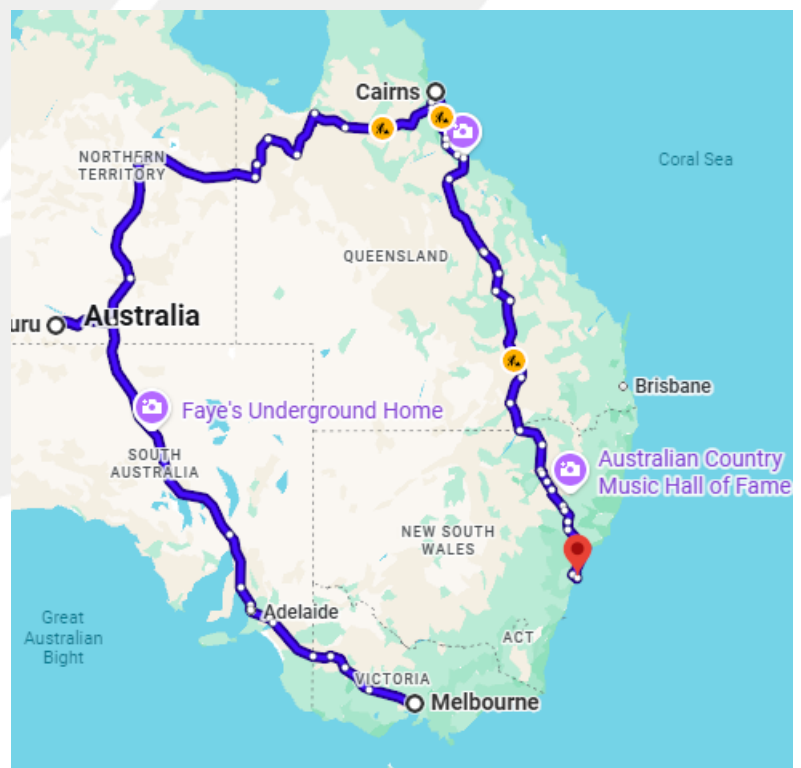 Cairns
Coral Sea
NORTHERN
TERRITORY
QUEENSLAND
uru
Australia
Brisbane
Faye's Underground Home
SOUTH
AUSTRALIA
Australian Country
Music Hall of Fame
NEW SOUTH
WALES
Adelaide
Great
Australian
Bight
ACT
VICTORIA
Melbourne